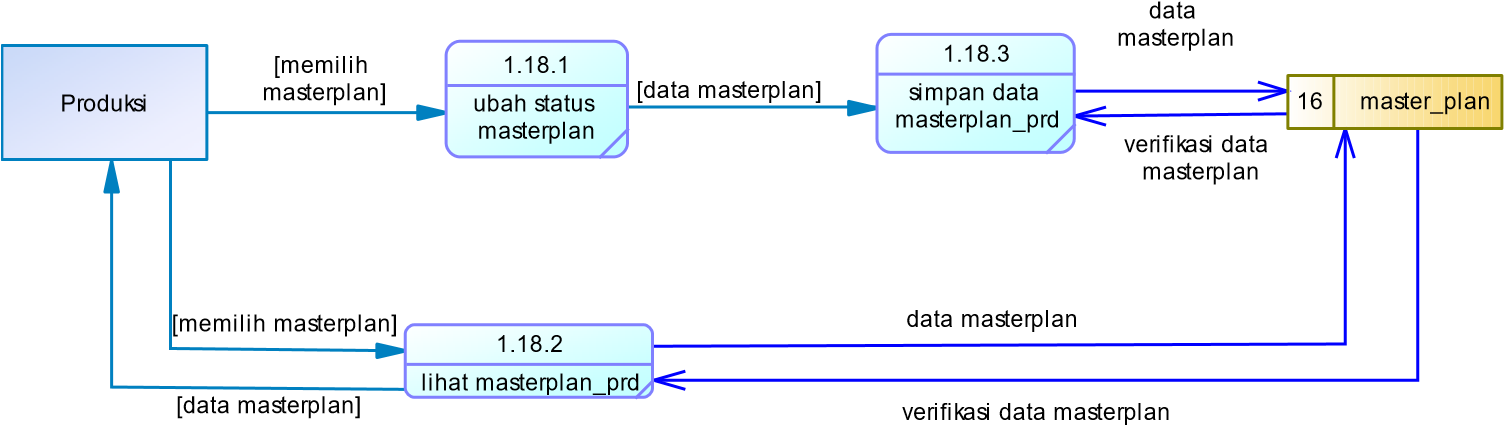 data
masterplan
[memilih
masterplan]
1.18.1
1.18.3
Produksi
ubah status
masterplan
[data masterplan]
simpan data
masterplan_prd
16
master_plan
verifikasi data
masterplan
[memilih masterplan]
1.18.2
data masterplan
lihat masterplan_prd
[data masterplan]
verifikasi data masterplan